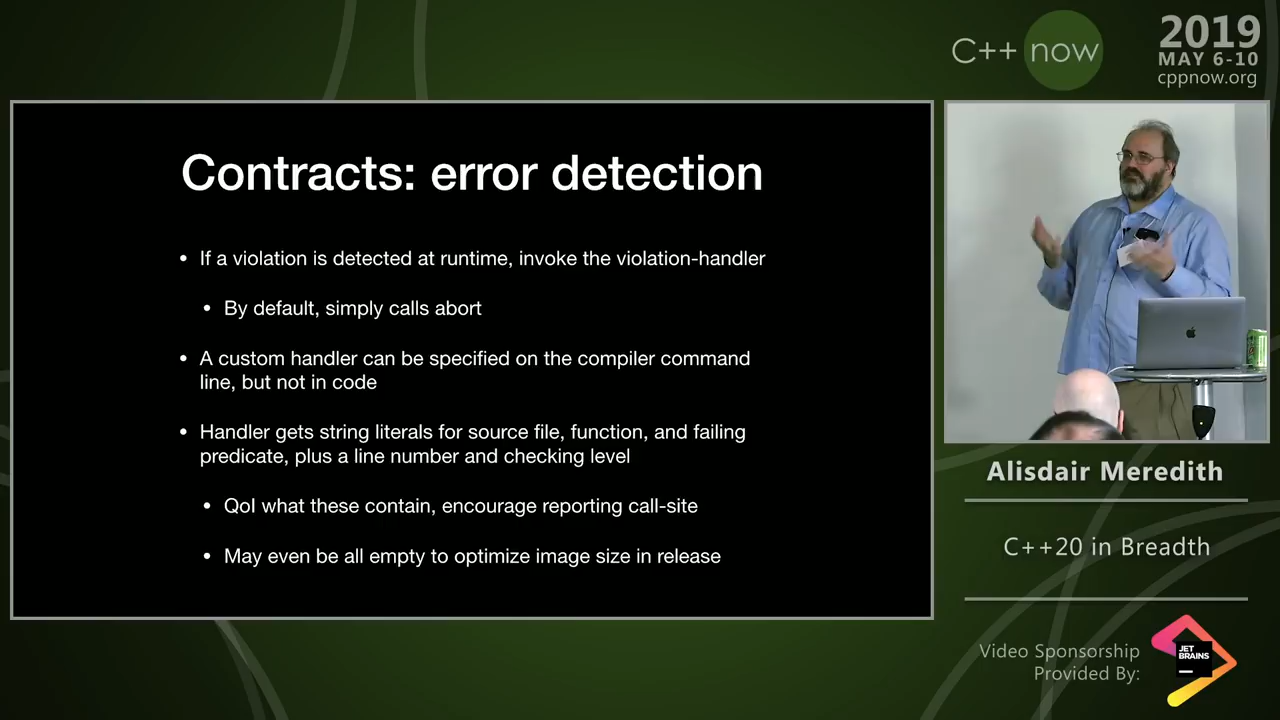 C++ now
2019
MAY 6-10
cppnow.org
Contracts: error detection
• If a violation is detected at runtime, invoke the violation-handler
• By default, simply calls abort
• A custom handler can be specified on the compiler command
line, but not in code
• Handler gets string literals for source file, function, and failing
predicate, plus a line number and checking level
• QoI what these contain, encourage reporting call-site
• May even be all empty to optimize image size in release
Alisdair Meredith
C++20 in Breadth
Video Sponsorship
Provided By:
JET
BRAINS